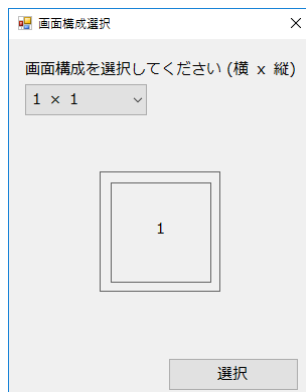 画面構成選択
画面構成を選択してください (横 x 縦)
1 × 1
1
選択